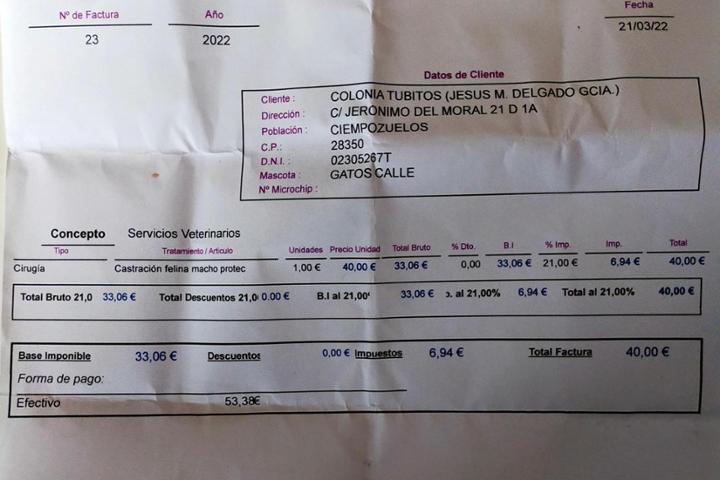 Nº de Factura Año Fecha
23 2022 21/03/22
Datos de Cliente
Cliente : COLONIA TUBITOS (JESUS M. DELGADO GCIA.)
Dirección : C/ JERÓNIMO DEL MORAL 21 D 1A
Población : CIEMPOZUELOS
C.P.: 28350
D.N.I. : 02305267T
Mascota : GATOS CALLE
Nº Microchip :
Concepto Servicios Veterinarios
Tipo Tratamiento / Articulo Unidades Precio Unidad Total Bruto % Dto. B.I % Imp. Imp. Total
Cirugía Castración felina macho protec 1,00 € 40,00 € 33,06 € 0,00 33,06 € 21,00 € 6,94 € 40,00 €
Total Bruto 21,0 33,06 € Total Descuentos 21,0 0.00 € B.I al 21,00 33,06 € al 21,00% 6,94 € Total al 21,00% 40,00 €
Base Imponible 33,06 € Descuentos 0,00 € Impuestos 6,94 € Total Factura 40,00 €
Forma de pago:
Efectivo 53,38€